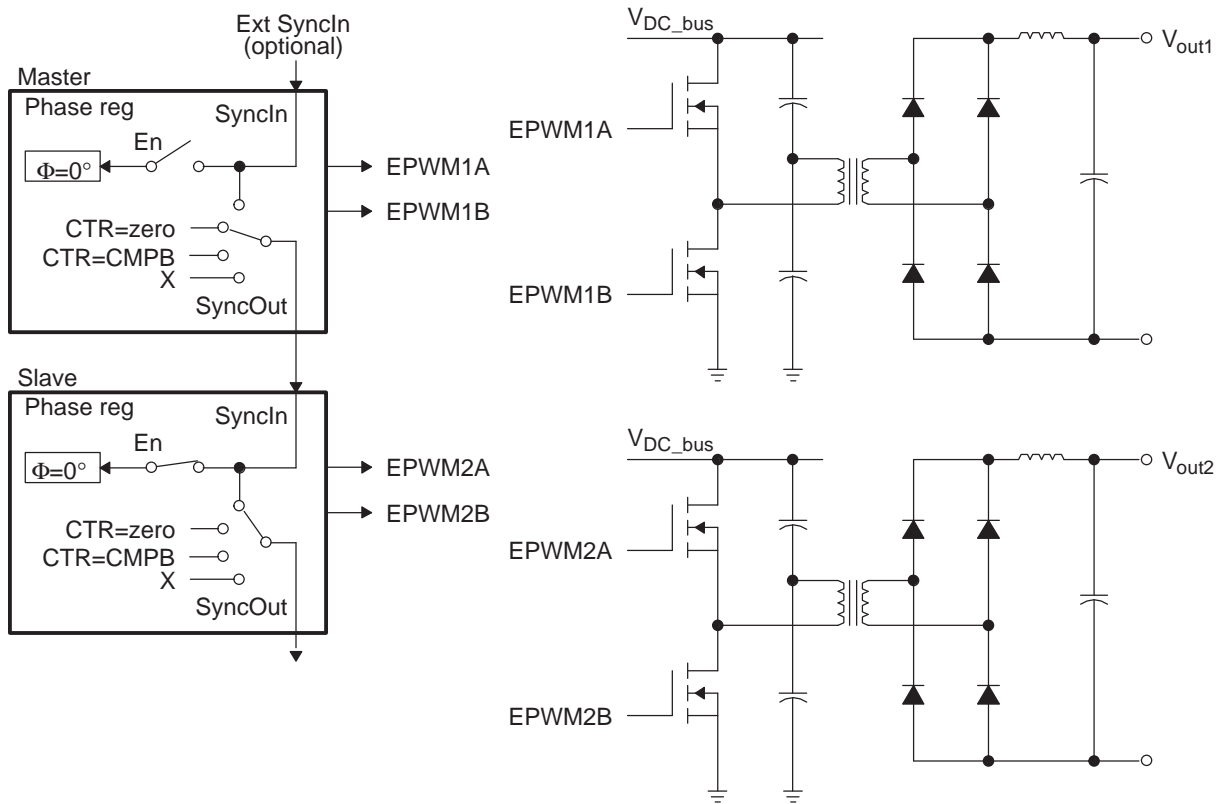 Ext SyncIn
(optional)
Master
Phase reg
SyncIn
En
Φ=0°
EPWM1A
EPWM1B
CTR=zero
CTR=CMPB
X
SyncOut
Slave
Phase reg
SyncIn
En
Φ=0°
EPWM2A
EPWM2B
CTR=zero
CTR=CMPB
X
SyncOut
VDC_bus
Vout1
EPWM1A
EPWM1B
VDC_bus
Vout2
EPWM2A
EPWM2B